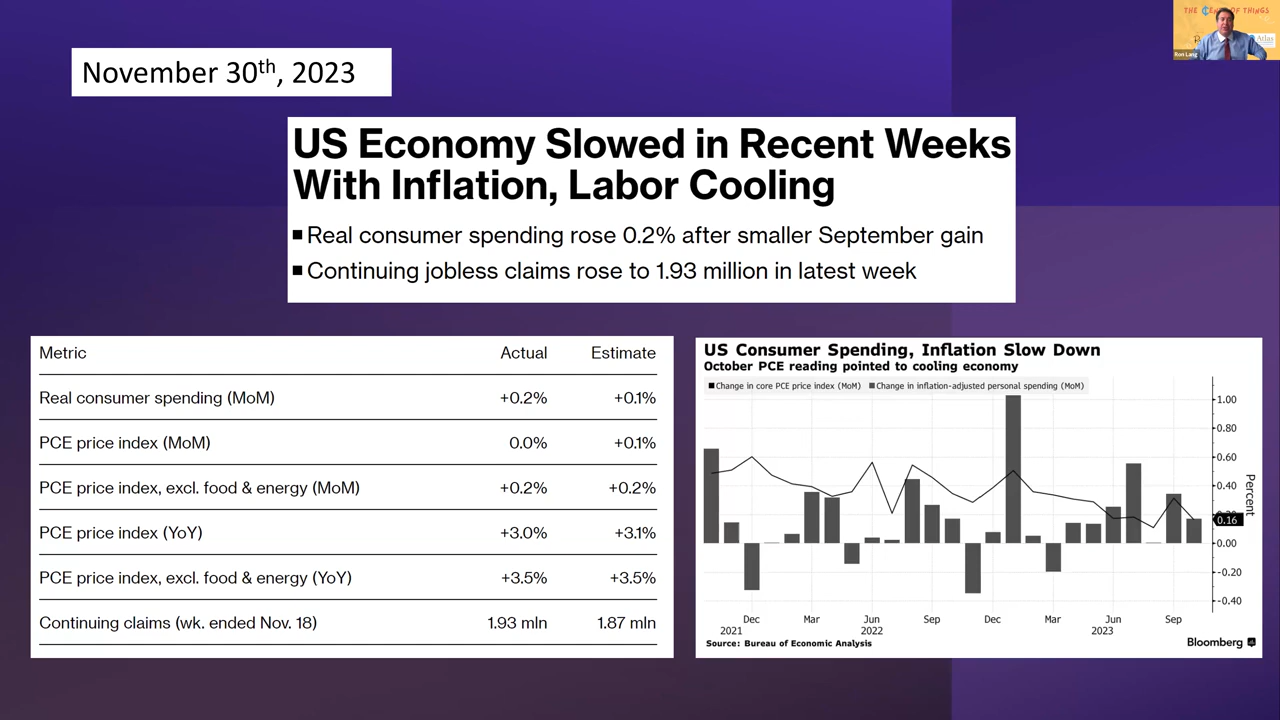 THE CENTS OF THINGS
Atlas
Ron Lang
November 30th, 2023
US Economy Slowed in Recent Weeks
With Inflation, Labor Cooling
■ Real consumer spending rose 0.2% after smaller September gain
■ Continuing jobless claims rose to 1.93 million in latest week
Metric Actual Estimate
Real consumer spending (MoM) +0.2% +0.1%
PCE price index (MoM) 0.0% +0.1%
PCE price index, excl. food & energy (MoM) +0.2% +0.2%
PCE price index (YoY) +3.0% +3.1%
PCE price index, excl. food & energy (YoY) +3.5% +3.5%
Continuing claims (wk. ended Nov. 18) 1.93 mln 1.87 mln
US Consumer Spending, Inflation Slow Down
October PCE reading pointed to cooling economy
■ Change in core PCE price index (MoM) ■ Change in inflation-adjusted personal spending (MoM)
1.00
0.80
0.60
0.40
0.16
0.00
-0.20
-0.40
Percent
Dec Mar Jun Sep Dec Mar Jun Sep
2021 2022 2023
Source: Bureau of Economic Analysis
Bloomberg